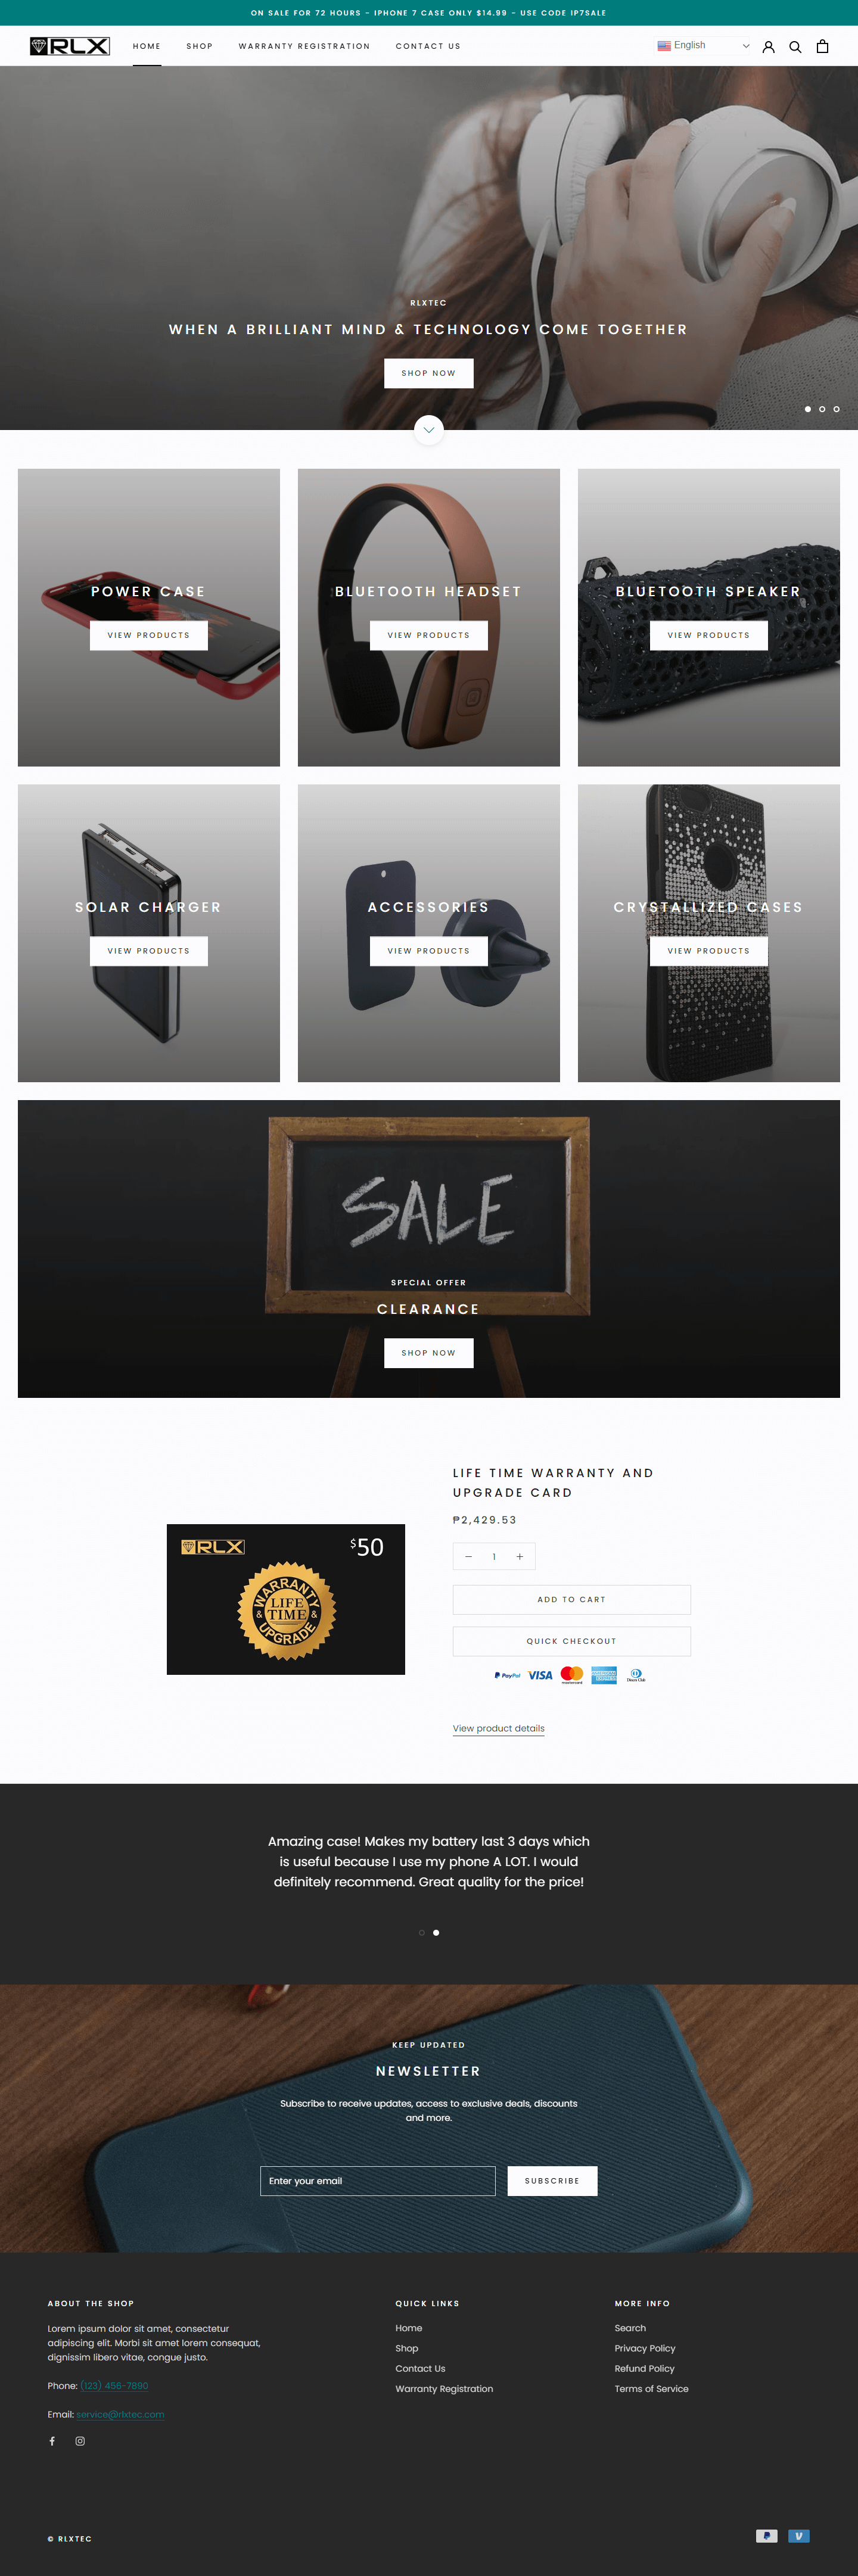 ON SALE FOR 72 HOURS - IPHONE 7 CASE ONLY $14.99 - USE CODE IP7SALE
RLX
HOME
SHOP
WARRANTY REGISTRATION
CONTACT US
English
RLXTEC
WHEN A BRILLIANT MIND & TECHNOLOGY COME TOGETHER
SHOP NOW
POWER CASE
VIEW PRODUCTS
BLUETOOTH HEADSET
VIEW PRODUCTS
BLUETOOTH SPEAKER
VIEW PRODUCTS
SOLAR CHARGER
VIEW PRODUCTS
ACCESSORIES
VIEW PRODUCTS
CRYSTALLIZED CASES
VIEW PRODUCTS
SALE
SPECIAL OFFER
CLEARANCE
SHOP NOW
RLX
$50
WARRANTY
&
LIFE
TIME
&
UPGRADE
LIFE TIME WARRANTY AND
UPGRADE CARD
₱2,429.53
1
ADD TO CART
QUICK CHECKOUT
PayPal
VISA
mastercard
AMERICAN
EXPRESS
Diners Club
View product details
Amazing case! Makes my battery last 3 days which
is useful because I use my phone A LOT. I would
definitely recommend. Great quality for the price!
KEEP UPDATED
NEWSLETTER
Subscribe to receive updates, access to exclusive deals, discounts
and more.
Enter your email
SUBSCRIBE
ABOUT THE SHOP
Lorem ipsum dolor sit amet, consectetur
adipiscing elit. Morbi sit amet lorem consequat,
dignissim libero vitae, congue justo.
Phone: (123) 456-7890
Email: service@rlxtec.com
QUICK LINKS
Home
Shop
Contact Us
Warranty Registration
MORE INFO
Search
Privacy Policy
Refund Policy
Terms of Service
© RLXTEC